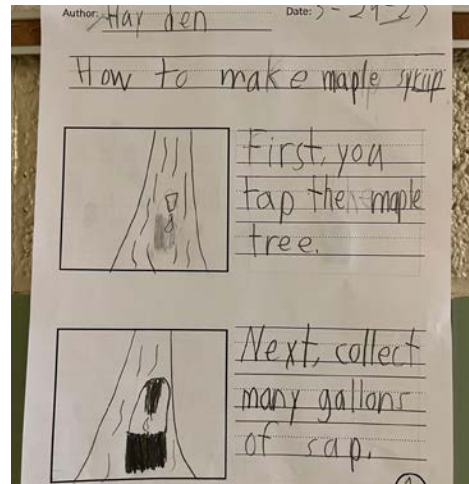 Author: Hayden Date:
How to make maple syrup
First, you
tap the maple
tree.
Next, collect
many gallons
of sap.